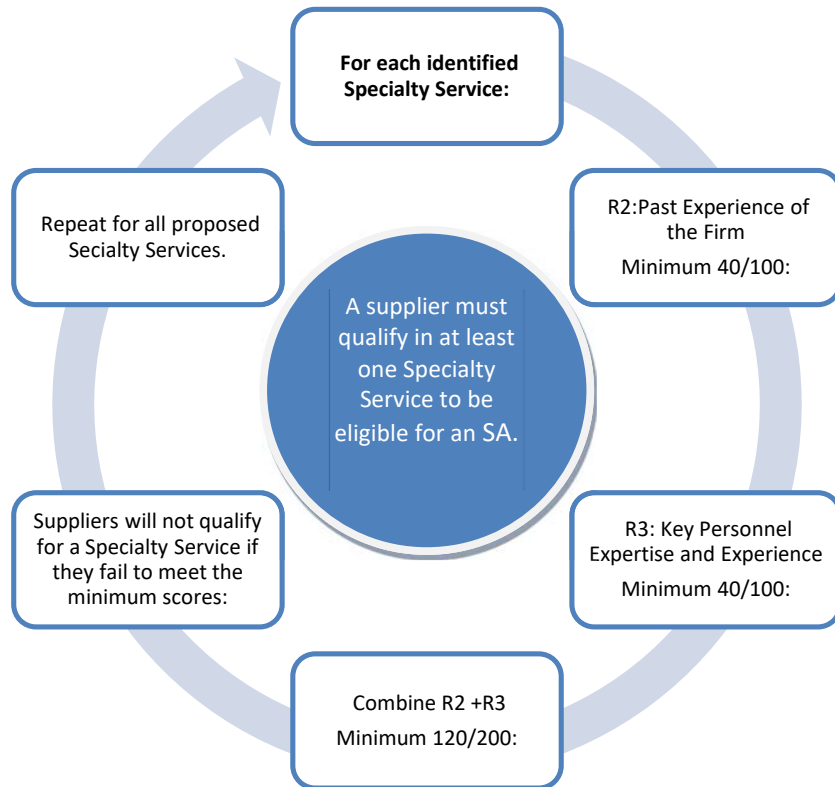 For each identified
Specialty Service:
R2:Past Experience of
the Firm
Minimum 40/100:
R3: Key Personnel
Expertise and Experience
Minimum 40/100:
Combine R2 +R3
Minimum 120/200:
Suppliers will not qualify
for a Specialty Service if
they fail to meet the
minimum scores:
Repeat for all proposed
Secialty Services.
A supplier must
qualify in at least
one Specialty
Service to be
eligible for an SA.